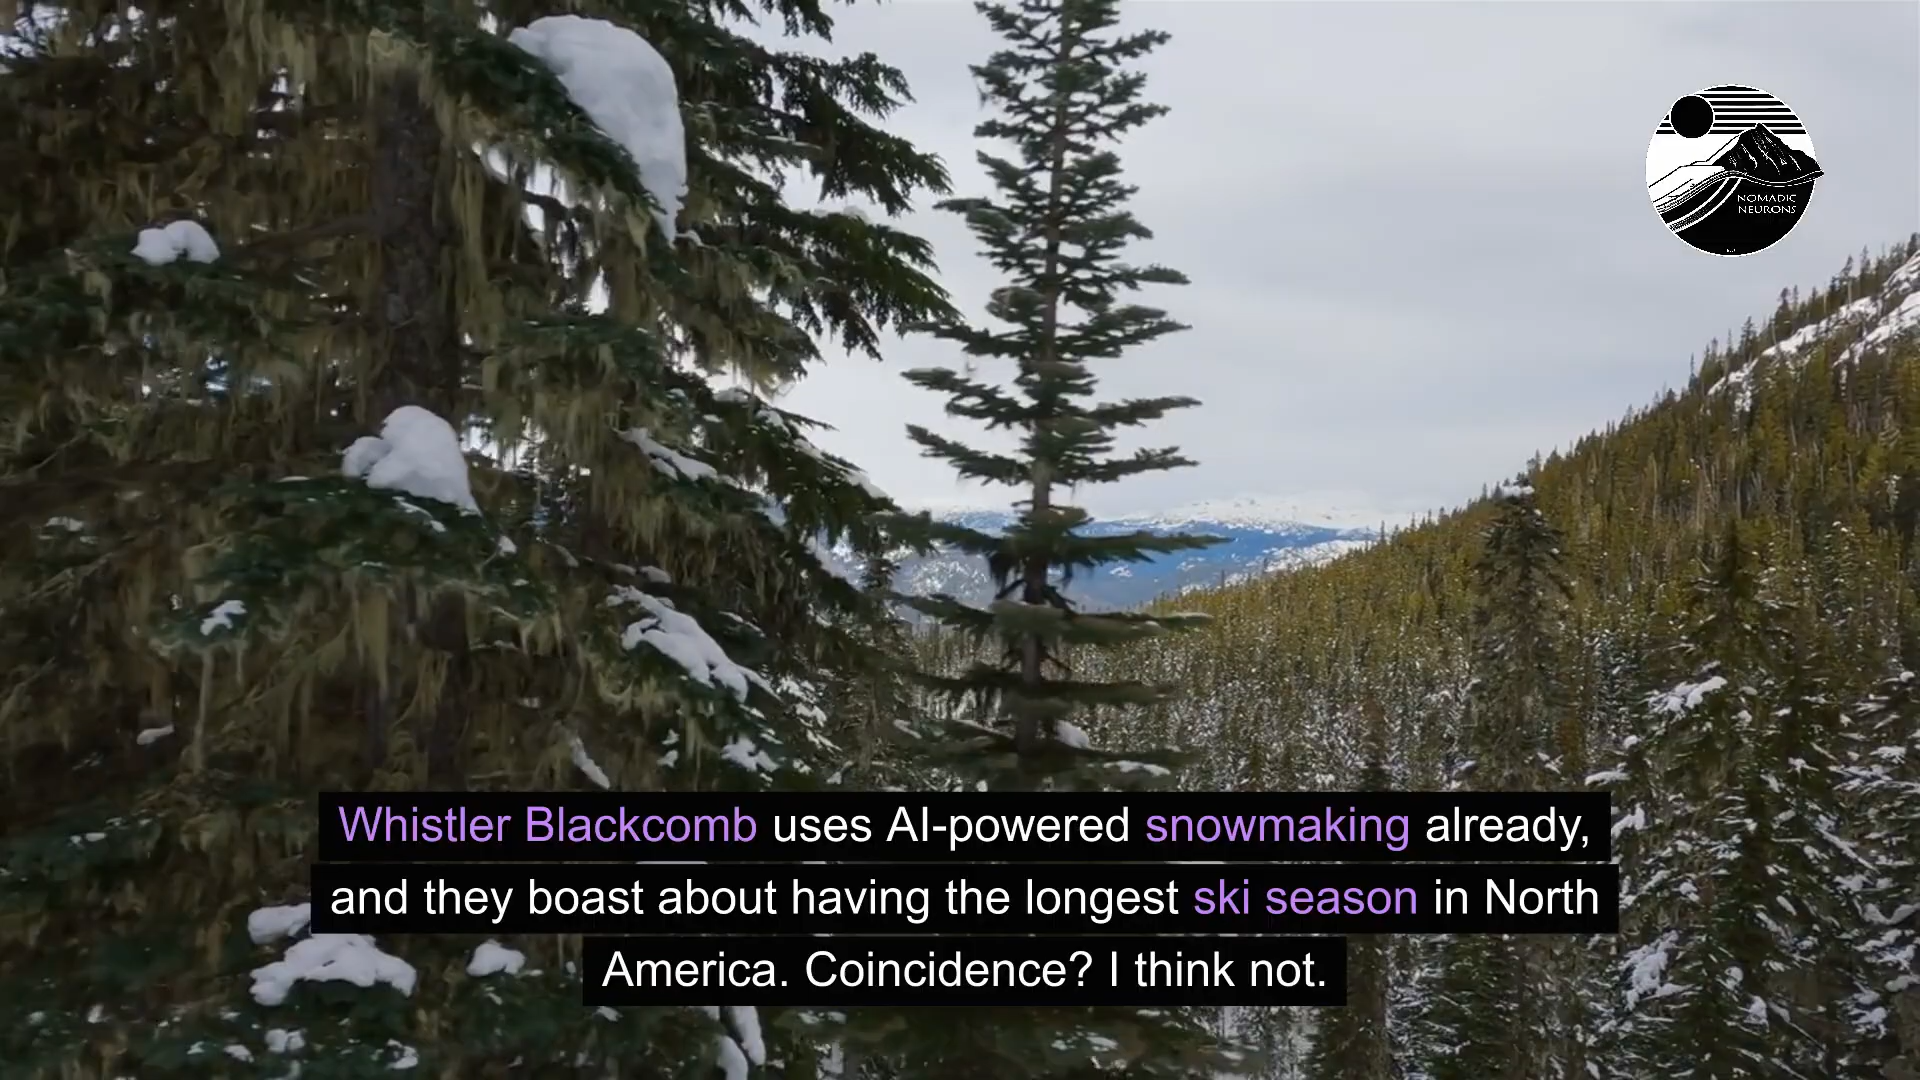 NOMADIC
NEURONS
Whistler Blackcomb uses AI-powered snowmaking already,
and they boast about having the longest ski season in North
America. Coincidence? I think not.